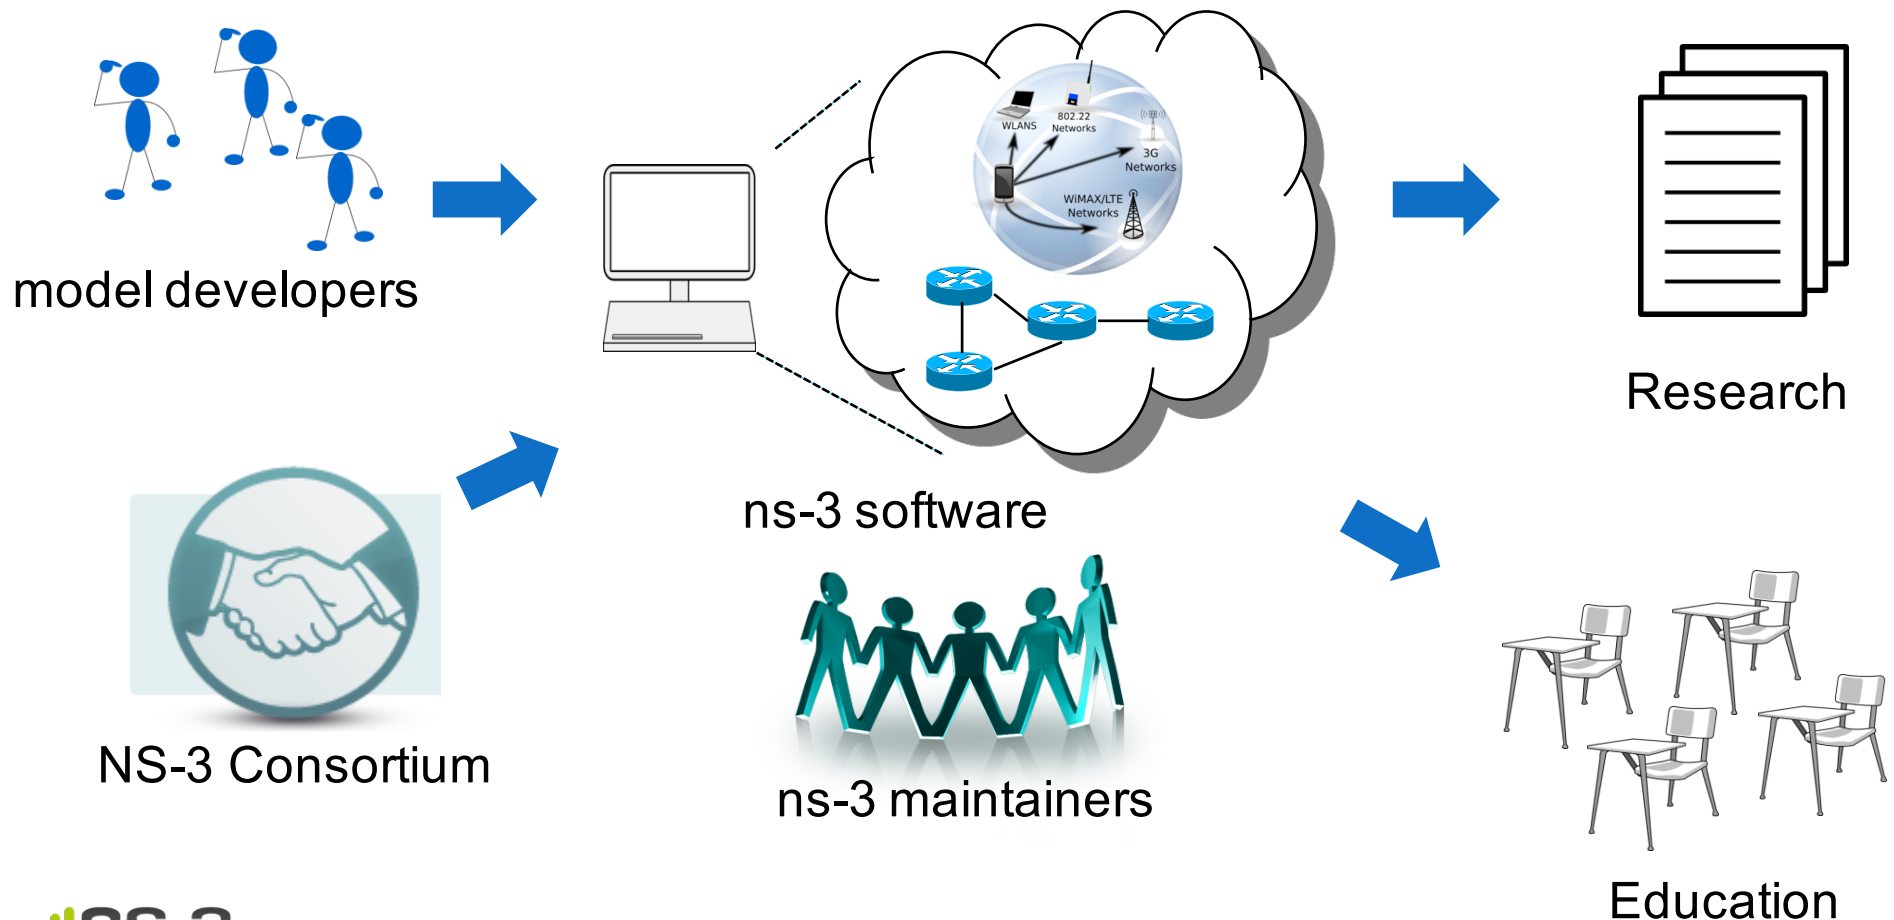 WLANS
802.22
Networks
3G
Networks
WiMAX/LTE
Networks
model developers
Research
ns-3 software
NS-3 Consortium
ns-3 maintainers
Education